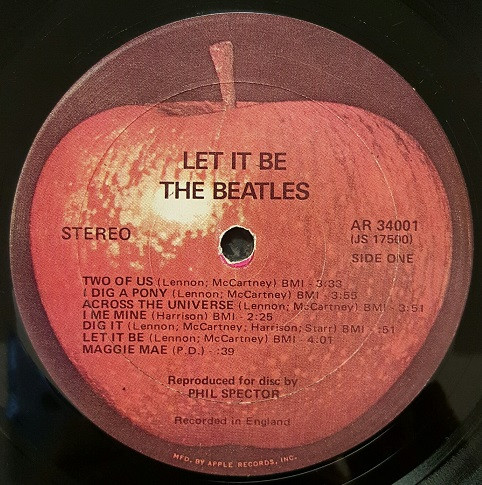 LET IT BE
THE BEATLES
STEREO
AR 34001
(JS 17500)
SIDE ONE
TWO OF US (Lennon; McCartney) BMI - 3:33
I DIG A PONY (Lennon; McCartney) BMI - 3:55
ACROSS THE UNIVERSE (Lennon; McCartney) BMI - 3:51
I ME MINE (Harrison) BMI - 2:25
DIG IT (Lennon; McCartney; Harrison; Starr) BMI - :51
LET IT BE (Lennon; McCartney) BMI - 4:01
MAGGIE MAE (P.D.) - :39
Reproduced for disc by
PHIL SPECTOR
Recorded in England
MFD. BY APPLE RECORDS, INC.